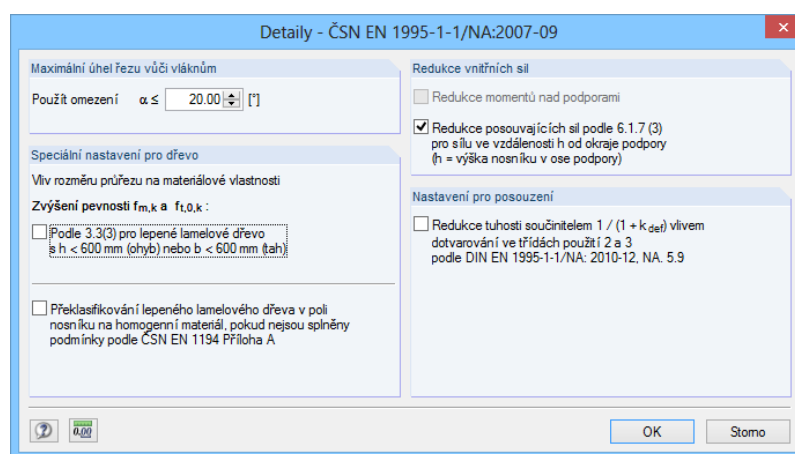 Detaily - ČSN EN 1995-1-1/NA:2007-09
Maximální úhel řezu vůči vláknům
Použít omezení α ≤ 20.00 [°]
Speciální nastavení pro dřevo
Vliv rozměru průřezu na materiálové vlastnosti
Zvýšení pevnosti fm,k a ft,0,k :
Podle 3.3(3) pro lepené lamelové dřevo
s h < 600 mm (ohyb) nebo b < 600 mm (tah)
Překlasifikování lepeného lamelového dřeva v poli
nosníku na homogenní materiál, pokud nejsou splněny
podmínky podle ČSN EN 1194 Příloha A
Redukce vnitřních sil
Redukce momentů nad podporami
Redukce posouvajících sil podle 6.1.7 (3)
pro sílu ve vzdálenosti h od okraje podpory
(h = výška nosníku v ose podpory)
Nastavení pro posouzení
Redukce tuhosti součinitelem 1 / (1 + kdef) vlivem
dotvarování ve třídách použití 2 a 3
podle DIN EN 1995-1-1/NA: 2010-12, NA. 5.9
0.00
OK
Storno